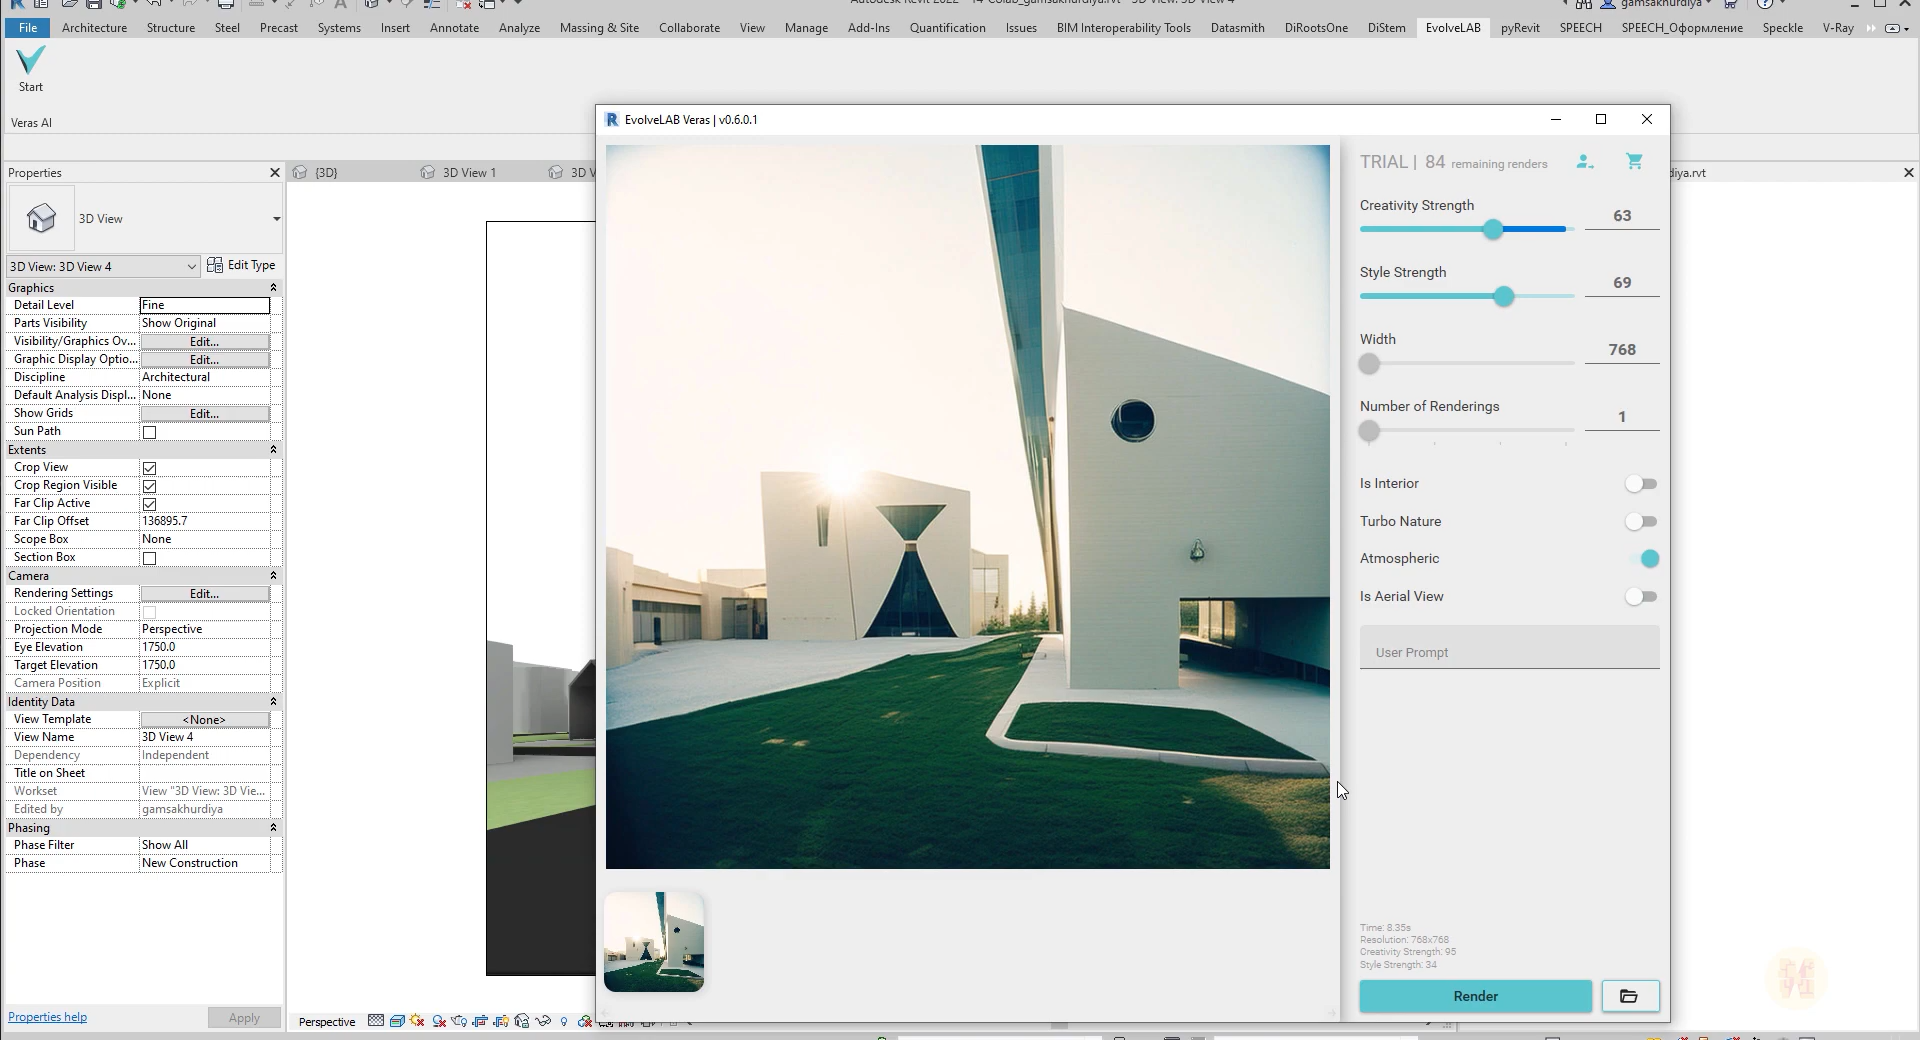 gamsakhurdiya
File Architecture Structure Steel Precast Systems Insert Annotate Analyze Massing & Site Collaborate View Manage Add-Ins Quantification Issues BIM Interoperability Tools Datasmith DiRootsOne DiStem EvolveLAB pyRevit SPEECH SPEECH_Оформление Speckle V-Ray
Start
Veras AI
Properties
3D View
3D View: 3D View 4
Edit Type
Graphics
Detail Level Fine
Parts Visibility Show Original
Visibility/Graphics Ov... Edit...
Graphic Display Optio... Edit...
Discipline Architectural
Default Analysis Displ... None
Show Grids Edit...
Sun Path
Extents
Crop View
Crop Region Visible
Far Clip Active
Far Clip Offset 136895.7
Scope Box None
Section Box
Camera
Rendering Settings Edit...
Locked Orientation
Projection Mode Perspective
Eye Elevation 1750.0
Target Elevation 1750.0
Camera Position Explicit
Identity Data
View Template <None>
View Name 3D View 4
Dependency Independent
Title on Sheet
Workset View "3D View: 3D Vie...
Edited by gamsakhurdiya
Phasing
Phase Filter Show All
Phase New Construction
Properties help
Apply
{3D} 3D View 1 3D V
diya.rvt
Perspective
EvolveLAB Veras | v0.6.0.1
TRIAL | 84 remaining renders
Creativity Strength
63
Style Strength
69
Width
768
Number of Renderings
1
Is Interior
Turbo Nature
Atmospheric
Is Aerial View
User Prompt
Time: 8.35s
Resolution: 768x768
Creativity Strength: 95
Style Strength: 34
Render